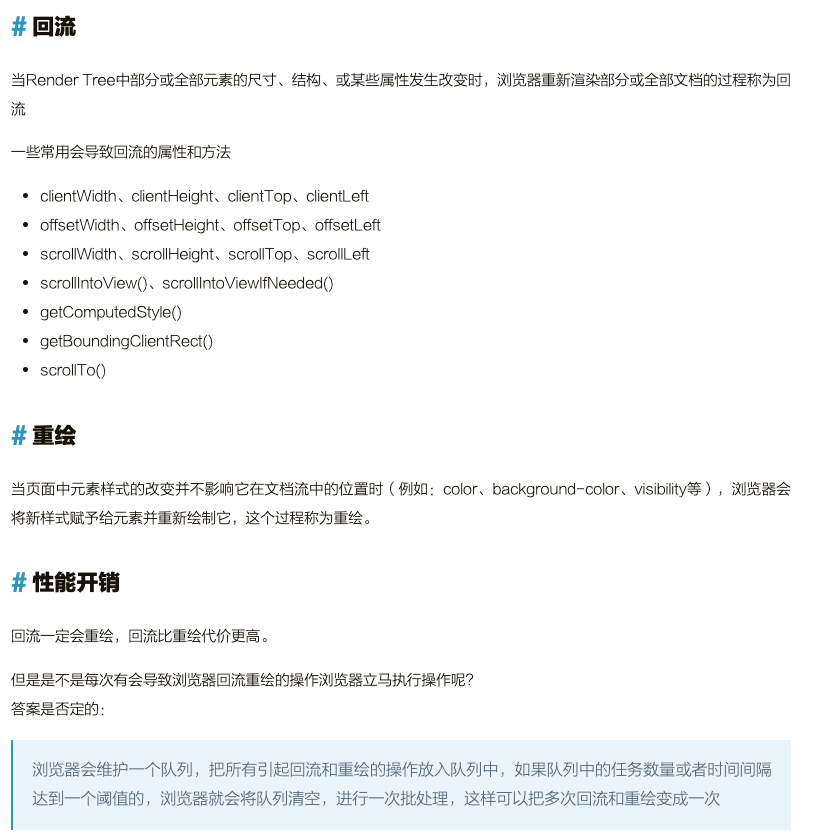 # 回流
当Render Tree中部分或全部元素的尺寸、结构、或某些属性发生改变时，浏览器重新渲染部分或全部文档的过程称为回
流
一些常用会导致回流的属性和方法
• clientWidth、clientHeight、clientTop、clientLeft
• offsetWidth、offsetHeight、offsetTop、offsetLeft
• scrollWidth、scrollHeight、scrollTop、scrollLeft
• scrollIntoView()、scrollIntoViewIfNeeded()
• getComputedStyle()
• getBoundingClientRect()
• scrollTo()
# 重绘
当页面中元素样式的改变并不影响它在文档流中的位置时（例如：color、background-color、visibility等），浏览器会
将新样式赋予给元素并重新绘制它，这个过程称为重绘。
# 性能开销
回流一定会重绘，回流比重绘代价更高。
但是是不是每次有会导致浏览器回流重绘的操作浏览器立马执行操作呢？
答案是否定的：
浏览器会维护一个队列，把所有引起回流和重绘的操作放入队列中，如果队列中的任务数量或者时间间隔
达到一个阈值的，浏览器就会将队列清空，进行一次批处理，这样可以把多次回流和重绘变成一次